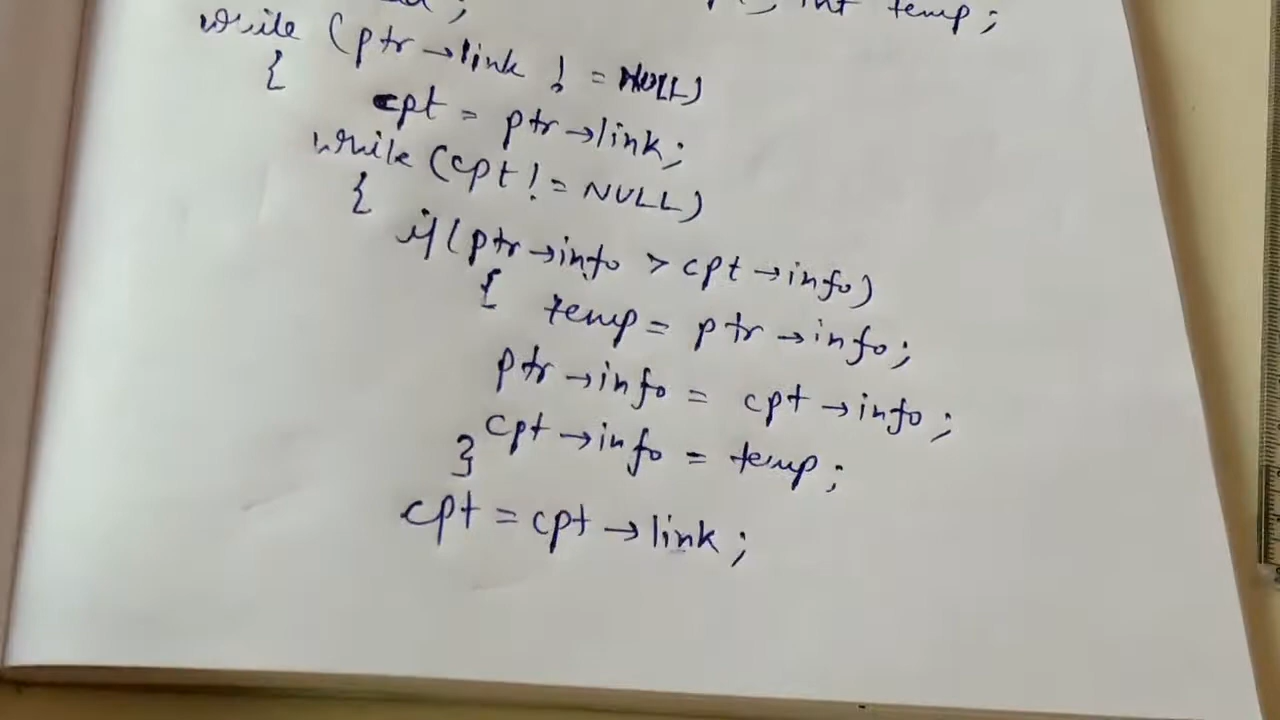 ; int temp;
while (ptr→link != NULL)
{ cpt = ptr→link;
while (cpt != NULL)
{ if (ptr→info > cpt→info)
{ temp = ptr→info;
ptr→info = cpt→info;
cpt→info = temp;
}
cpt = cpt→link;